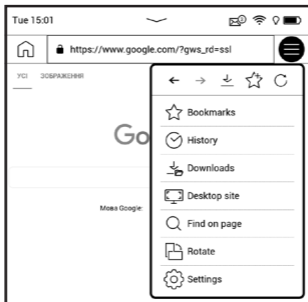 Tue 15:01
https://www.google.com/?gws_rd=ssl
УСІ ЗОБРАЖЕННЯ
Go
Мова Google:
Bookmarks
History
Downloads
Desktop site
Find on page
Rotate
Settings